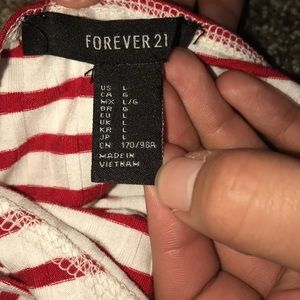 FOREVER 21
US L
CA G
MX L/G
BR G
EU L
UK L
KR L
JP L
CN 170/98A
MADE IN
VIETNAM